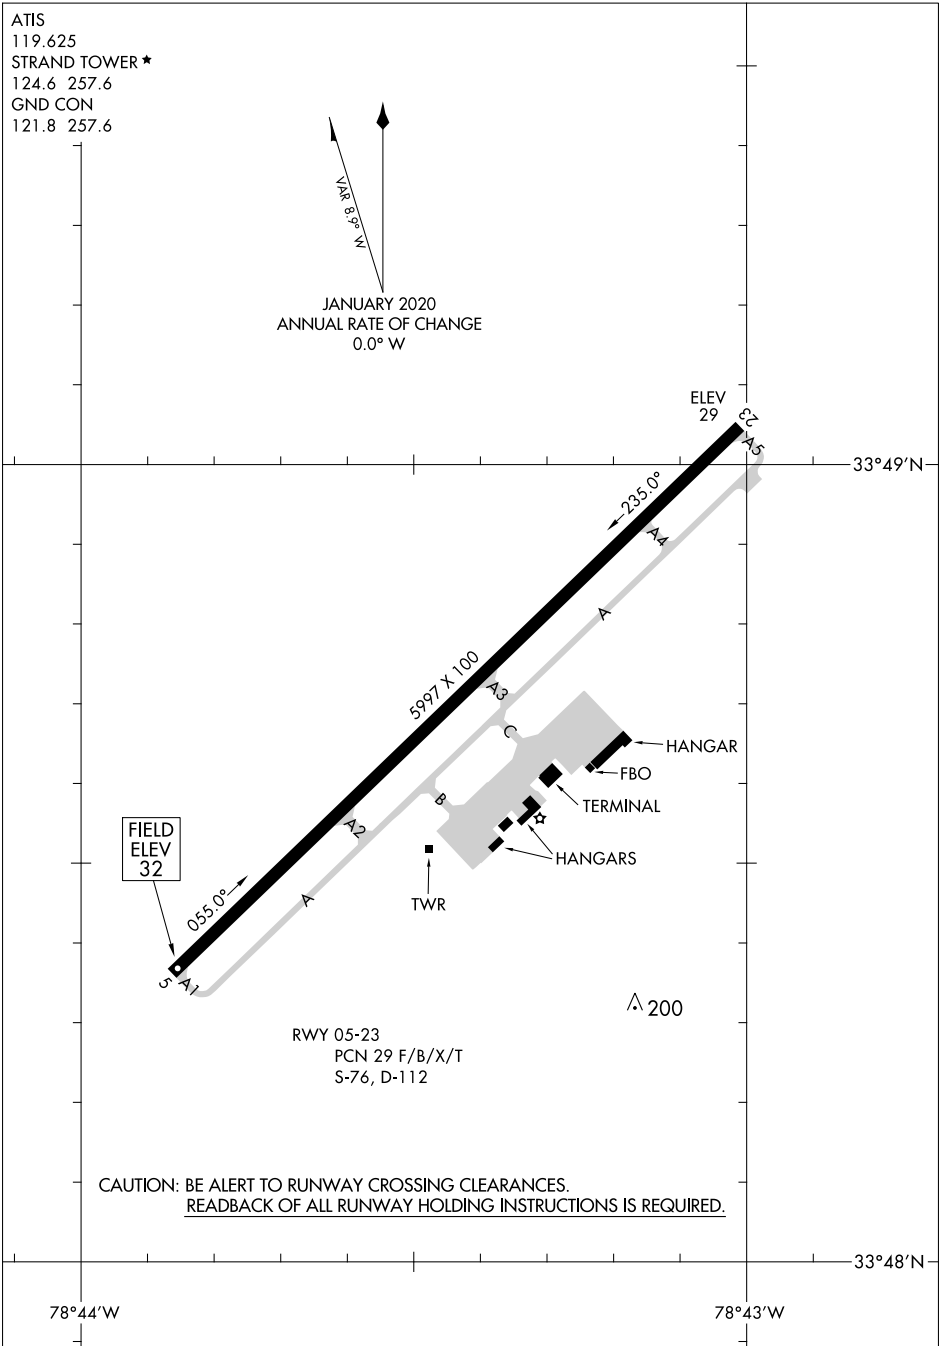 ATIS
119.625
STRAND TOWER ★
124.6 257.6
GND CON
121.8 257.6
VAR 8.9° W
JANUARY 2020
ANNUAL RATE OF CHANGE
0.0° W
ELEV
29
23
A5
33°49'N
235.0°
A4
A
5997 X 100
A3
C
HANGAR
FBO
TERMINAL
B
A2
HANGARS
FIELD
ELEV
32
TWR
055.0°
A
5
A1
200
RWY 05-23
PCN 29 F/B/X/T
S-76, D-112
CAUTION: BE ALERT TO RUNWAY CROSSING CLEARANCES.
READBACK OF ALL RUNWAY HOLDING INSTRUCTIONS IS REQUIRED.
33°48'N
78°44'W
78°43'W